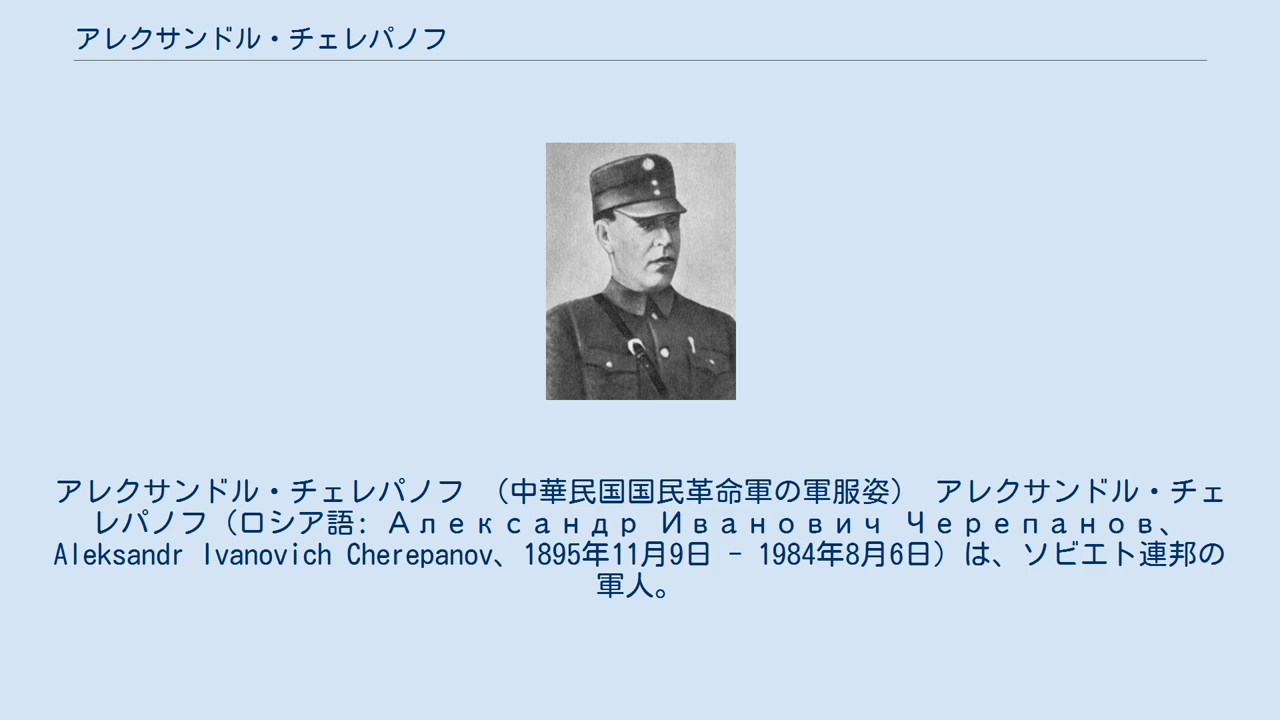 アレクサンドル・チェレパノフ
アレクサンドル・チェレパノフ （中華民国国民革命軍の軍服姿） アレクサンドル・チェ
レパノフ（ロシア語: Александр Иванович Черепанов、
Aleksandr Ivanovich Cherepanov、1895年11月9日 - 1984年8月6日）は、ソビエト連邦の
軍人。